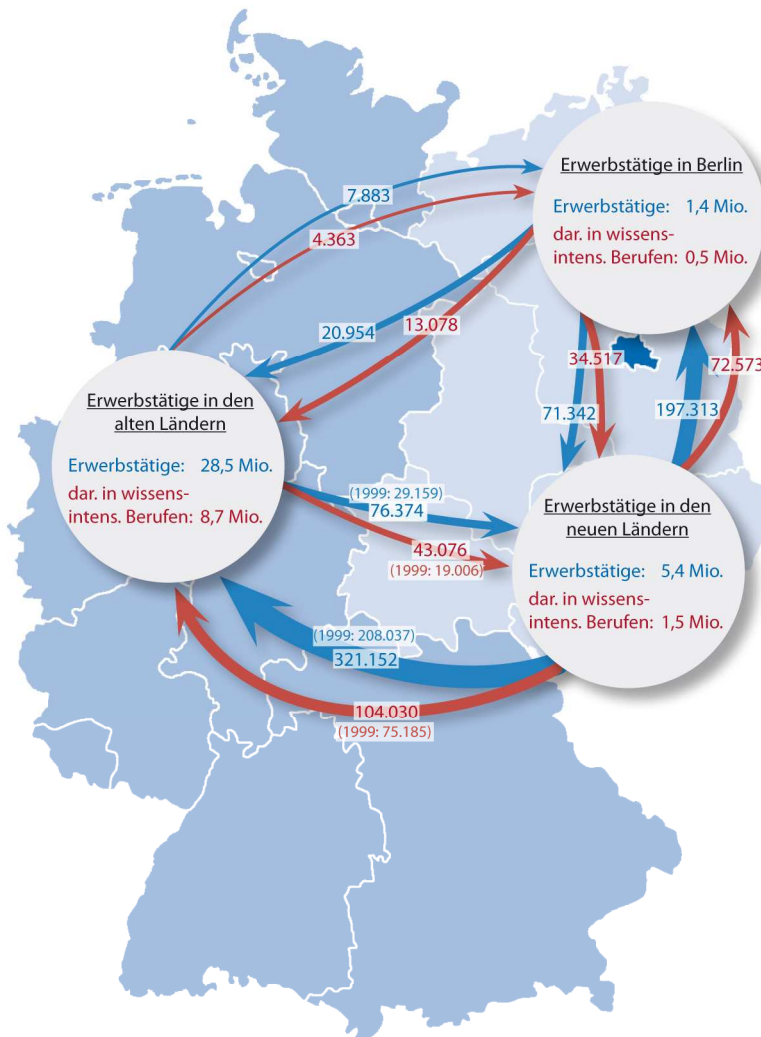 Erwerbstätige in Berlin
Erwerbstätige: 1,4 Mio.
dar. in wissens-
intens. Berufen: 0,5 Mio.
7.883
4.363
20.954
13.078
34.517
72.573
71.342
197.313
Erwerbstätige in den
alten Ländern
Erwerbstätige: 28,5 Mio.
dar. in wissens-
intens. Berufen: 8,7 Mio.
(1999: 29.159)
76.374
43.076
(1999: 19.006)
Erwerbstätige in den
neuen Ländern
Erwerbstätige: 5,4 Mio.
dar. in wissens-
intens. Berufen: 1,5 Mio.
(1999: 208.037)
321.152
104.030
(1999: 75.185)